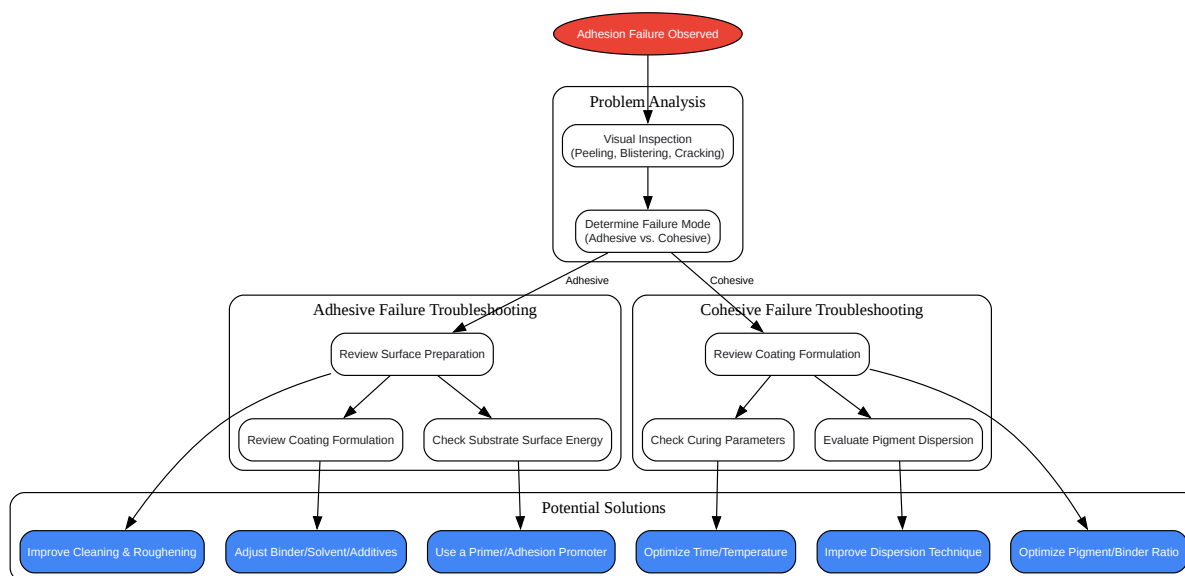 Adhesion Failure Observed
Problem Analysis
Visual Inspection
(Peeling, Blistering, Cracking)
Determine Failure Mode
(Adhesive vs. Cohesive)
Adhesive
Cohesive
Adhesive Failure Troubleshooting
Cohesive Failure Troubleshooting
Review Surface Preparation
Review Coating Formulation
Review Coating Formulation
Check Substrate Surface Energy
Check Curing Parameters
Evaluate Pigment Dispersion
Potential Solutions
Improve Cleaning & Roughening
Adjust Binder/Solvent/Additives
Use a Primer/Adhesion Promoter
Optimize Time/Temperature
Improve Dispersion Technique
Optimize Pigment/Binder Ratio